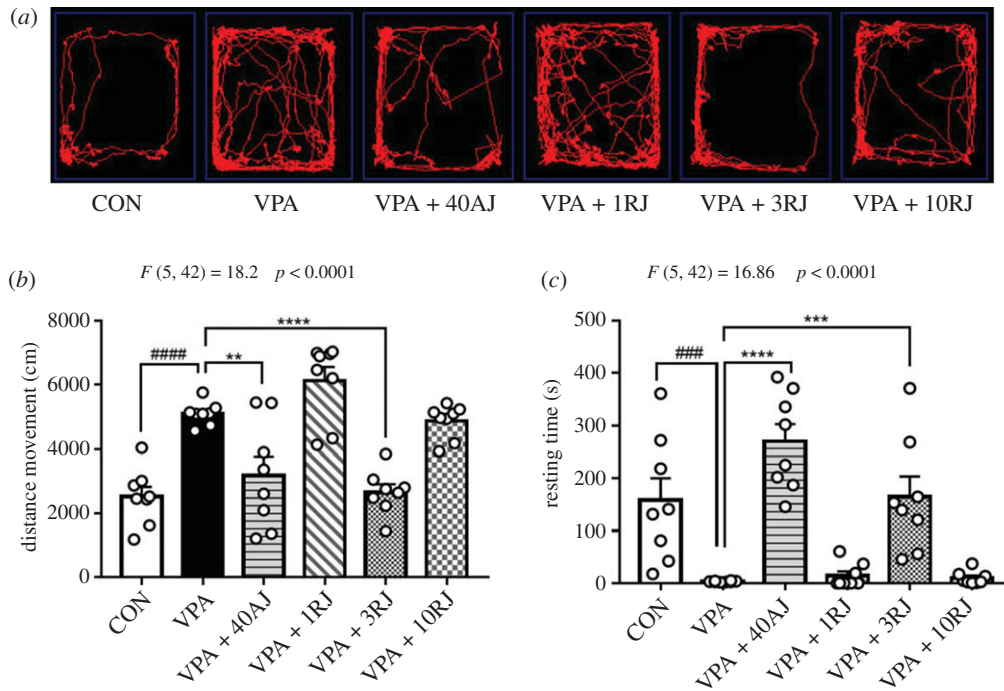 (a)
CON VPA VPA + 40AJ VPA + 1RJ VPA + 3RJ VPA + 10RJ
(b)
F (5, 42) = 18.2 p < 0.0001
distance movement (cm)
8000
6000
4000
2000
0
####
**
****
CON
VPA
VPA + 40AJ
VPA + 1RJ
VPA + 3RJ
VPA + 10RJ
(c)
F (5, 42) = 16.86 p < 0.0001
resting time (s)
500
400
300
200
100
0
###
****
***
CON
VPA
VPA + 40AJ
VPA + 1RJ
VPA + 3RJ
VPA + 10RJ